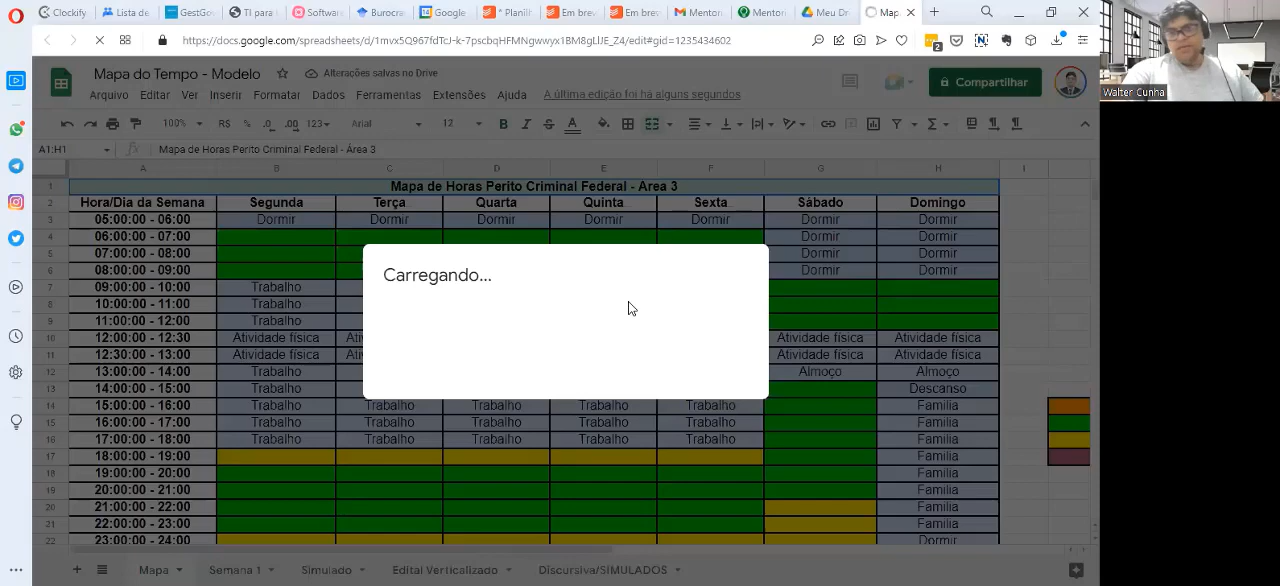 Clockify
Lista de
GestGov
TI para
Software
Burocra
Google
* Planilh
Em brev
Em brev
Mentor
Mentor
Meu Dr
Map
https://docs.google.com/spreadsheets/d/1mvx5Q967fdTcJ-k-7pscbqHFMNgwwyx1BM8gLlJE_Z4/edit#gid=1235434602
2
Mapa do Tempo - Modelo
Alterações salvas no Drive
Arquivo Editar Ver Inserir Formatar Dados Ferramentas Extensões Ajuda A última edição foi há alguns segundos
Compartilhar
Walter Cunha
100% R$ % .0 .00 123 Arial 12 B I S A
A1:H1 fx Mapa de Horas Perito Criminal Federal - Área 3
A B C D E F G H I
1 Mapa de Horas Perito Criminal Federal - Área 3
2 Hora/Dia da Semana Segunda Terça Quarta Quinta Sexta Sábado Domingo
3 05:00:00 - 06:00 Dormir Dormir Dormir Dormir Dormir Dormir Dormir
4 06:00:00 - 07:00 Dormir Dormir
5 07:00:00 - 08:00 Dormir Dormir
6 08:00:00 - 09:00 Dormir Dormir
Carregando...
7 09:00:00 - 10:00 Trabalho
8 10:00:00 - 11:00 Trabalho
9 11:00:00 - 12:00 Trabalho
10 12:00:00 - 12:30 Atividade física Ati Atividade física Atividade física
11 12:30:00 - 13:00 Atividade física Ati Atividade física Atividade física
12 13:00:00 - 14:00 Trabalho Almoço Almoço
13 14:00:00 - 15:00 Trabalho Descanso
14 15:00:00 - 16:00 Trabalho Trabalho Trabalho Trabalho Trabalho Familia
15 16:00:00 - 17:00 Trabalho Trabalho Trabalho Trabalho Trabalho Familia
16 17:00:00 - 18:00 Trabalho Trabalho Trabalho Trabalho Trabalho Familia
17 18:00:00 - 19:00 Familia
18 19:00:00 - 20:00 Familia
19 20:00:00 - 21:00 Familia
20 21:00:00 - 22:00 Familia
21 22:00:00 - 23:00 Familia
22 23:00:00 - 24:00 Dormir
Mapa Semana 1 Simulado Edital Verticalizado Discursiva/SIMULADOS